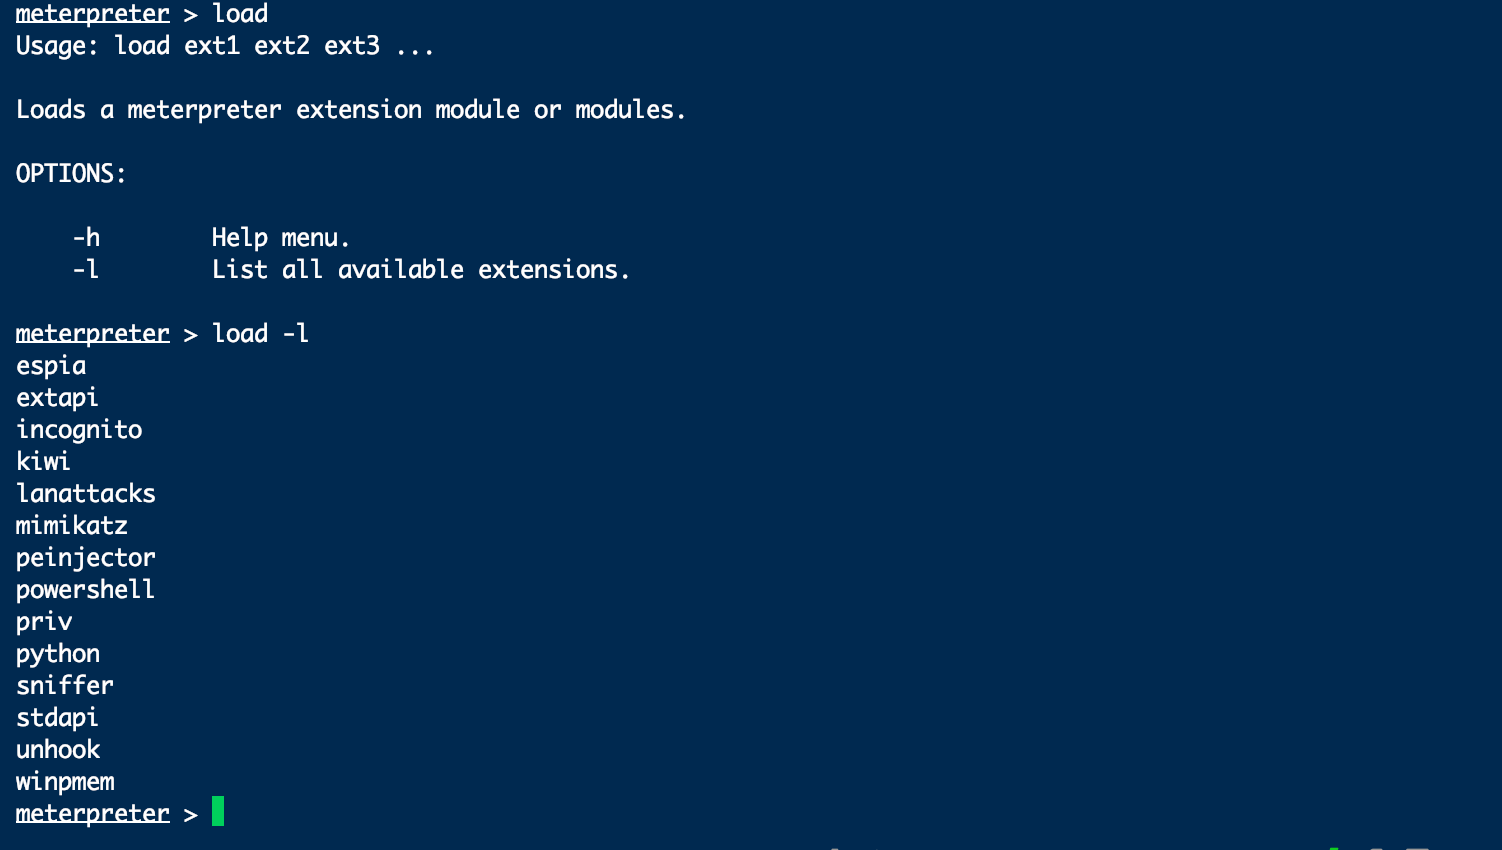 meterpreter > load
Usage: load ext1 ext2 ext3 ...
Loads a meterpreter extension module or modules.
OPTIONS:
-h Help menu.
-l List all available extensions.
meterpreter > load -l
espia
extapi
incognito
kiwi
lanattacks
mimikatz
peinjector
powershell
priv
python
sniffer
stdapi
unhook
winpmem
meterpreter >